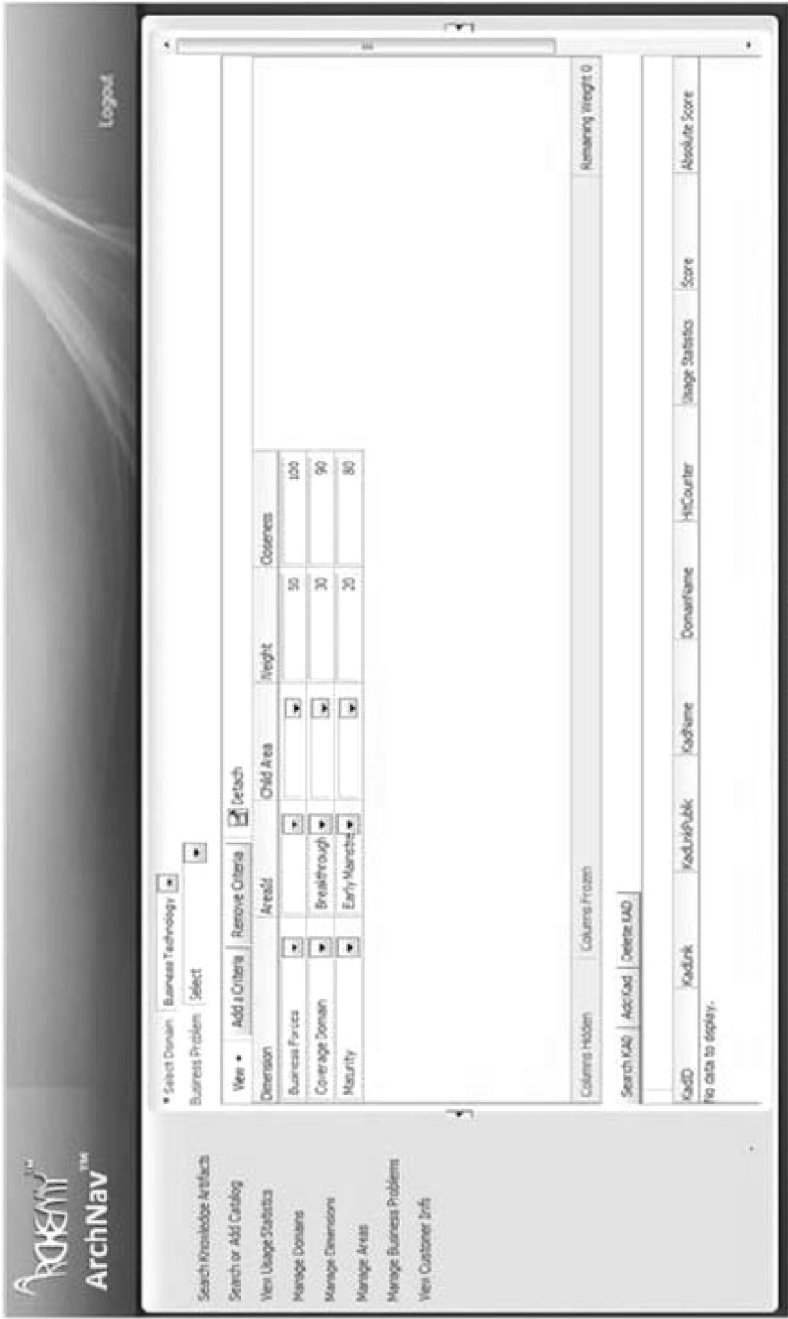 ARCHEMY™
ArchNav™
Logout
Search Knowledge Artifacts
Search or Add Catalog
View Usage Statistics
Manage Domains
Manage Dimensions
Manage Areas
Manage Business Problems
View Customer Info
* Select Domain Business Technology
Business Problem Select
View Add a Criteria Remove Criteria Detach
Dimension AreaId Child Area Weight Closeness
Business Forces 50 100
Coverage Domain Breakthrough 30 90
Maturity Early Mainstre 20 80
Columns Hidden Columns Frozen Remaining Weight 0
Search KAD Add Kad Delete KAD
KadID KadLink KadLinkPublic KadName DomainName HitCounter Usage Statistics Score Absolute Score
No data to display.